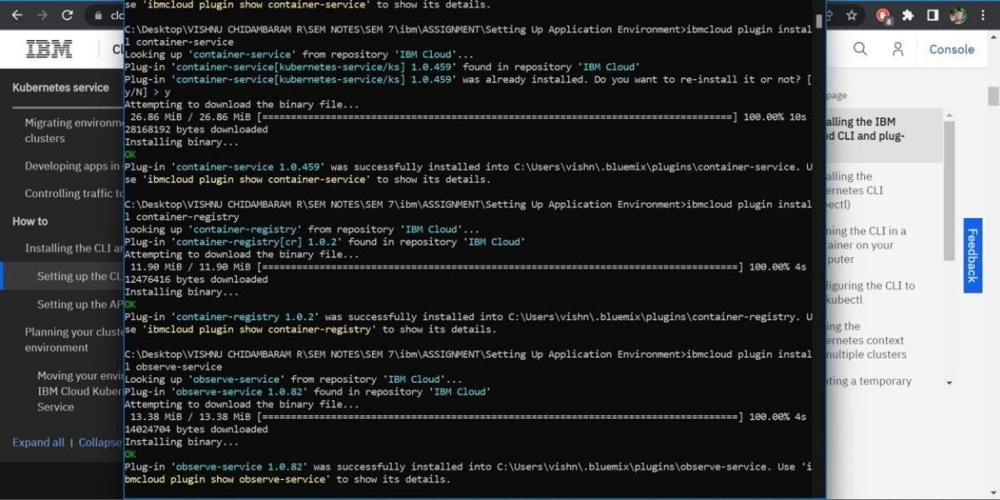 se 'ibmcloud plugin show container-service' to show its details.
C:\Desktop\VISHNU CHIDAMBARAM R\SEM NOTES\SEM 7\ibm\ASSIGNMENT\Setting Up Application Environment>ibmcloud plugin instal
l container-service
Looking up 'container-service' from repository 'IBM Cloud'...
Plug-in 'container-service[kubernetes-service/ks] 1.0.459' found in repository 'IBM Cloud'
Plug-in 'container-service[kubernetes-service/ks] 1.0.459' was already installed. Do you want to re-install it or not? [
y/N] > y
Attempting to download the binary file...
26.86 MiB / 26.86 MiB [==================================================================================] 100.00% 10s
28168192 bytes downloaded
Installing binary...
OK
Plug-in 'container-service 1.0.459' was successfully installed into C:\Users\vishn\.bluemix\plugins\container-service. U
se 'ibmcloud plugin show container-service' to show its details.
C:\Desktop\VISHNU CHIDAMBARAM R\SEM NOTES\SEM 7\ibm\ASSIGNMENT\Setting Up Application Environment>ibmcloud plugin instal
l container-registry
Looking up 'container-registry' from repository 'IBM Cloud'...
Plug-in 'container-registry[cr] 1.0.2' found in repository 'IBM Cloud'
Attempting to download the binary file...
11.90 MiB / 11.90 MiB [===================================================================================] 100.00% 4s
12476416 bytes downloaded
Installing binary...
OK
Plug-in 'container-registry 1.0.2' was successfully installed into C:\Users\vishn\.bluemix\plugins\container-registry. U
se 'ibmcloud plugin show container-registry' to show its details.
C:\Desktop\VISHNU CHIDAMBARAM R\SEM NOTES\SEM 7\ibm\ASSIGNMENT\Setting Up Application Environment>ibmcloud plugin instal
l observe-service
Looking up 'observe-service' from repository 'IBM Cloud'...
Plug-in 'observe-service 1.0.82' found in repository 'IBM Cloud'
Attempting to download the binary file...
13.38 MiB / 13.38 MiB [===================================================================================] 100.00% 4s
14024704 bytes downloaded
Installing binary...
OK
Plug-in 'observe-service 1.0.82' was successfully installed into C:\Users\vishn\.bluemix\plugins\observe-service. Use 'i
bmcloud plugin show observe-service' to show its details.
clo
IBM
Cl
Kubernetes service
Migrating environme
clusters
Developing apps in
Controlling traffic to
How to
Installing the CLI an
Setting up the CL
Setting up the AP
Planning your cluste
environment
Moving your envi
IBM Cloud Kuber
Service
Expand all | Collapse
8
Console
page
alling the IBM
d CLI and plug-
alling the
ernetes CLI
ectl)
ning the CLI in a
ainer on your
puter
figuring the CLI to
kubectl
ing the
ernetes context
multiple clusters
ating a temporary
Feedback